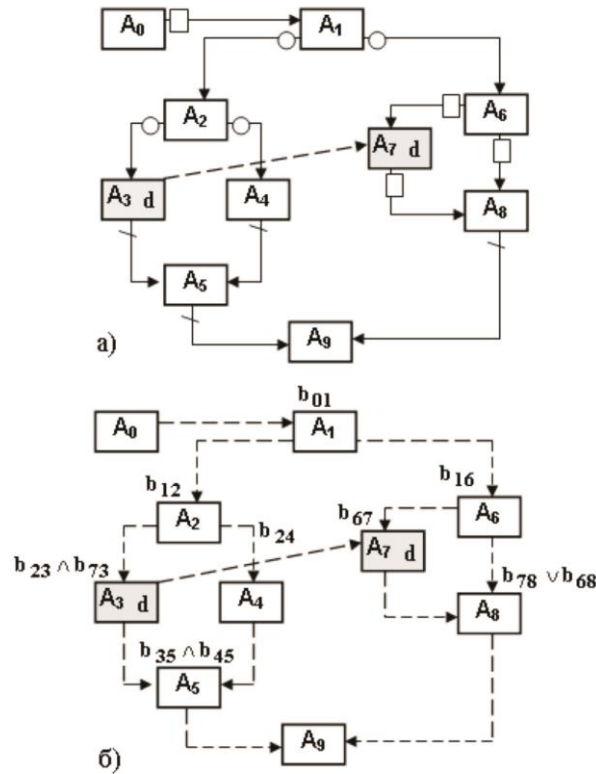 A₀ A₁
A₂ A₆
A₇ d
A₃ d A₄ A₈
A₅
а) A₉
b₀₁
A₀ A₁
b₁₂ b₁₆
A₂ b₂₄ b₆₇ A₆
A₇ d
b₂₃ ∧ b₇₃ b₇₈ ∨ b₆₈
A₃ d A₄ A₈
b₃₅ ∧ b₄₅
A₅
б) A₉